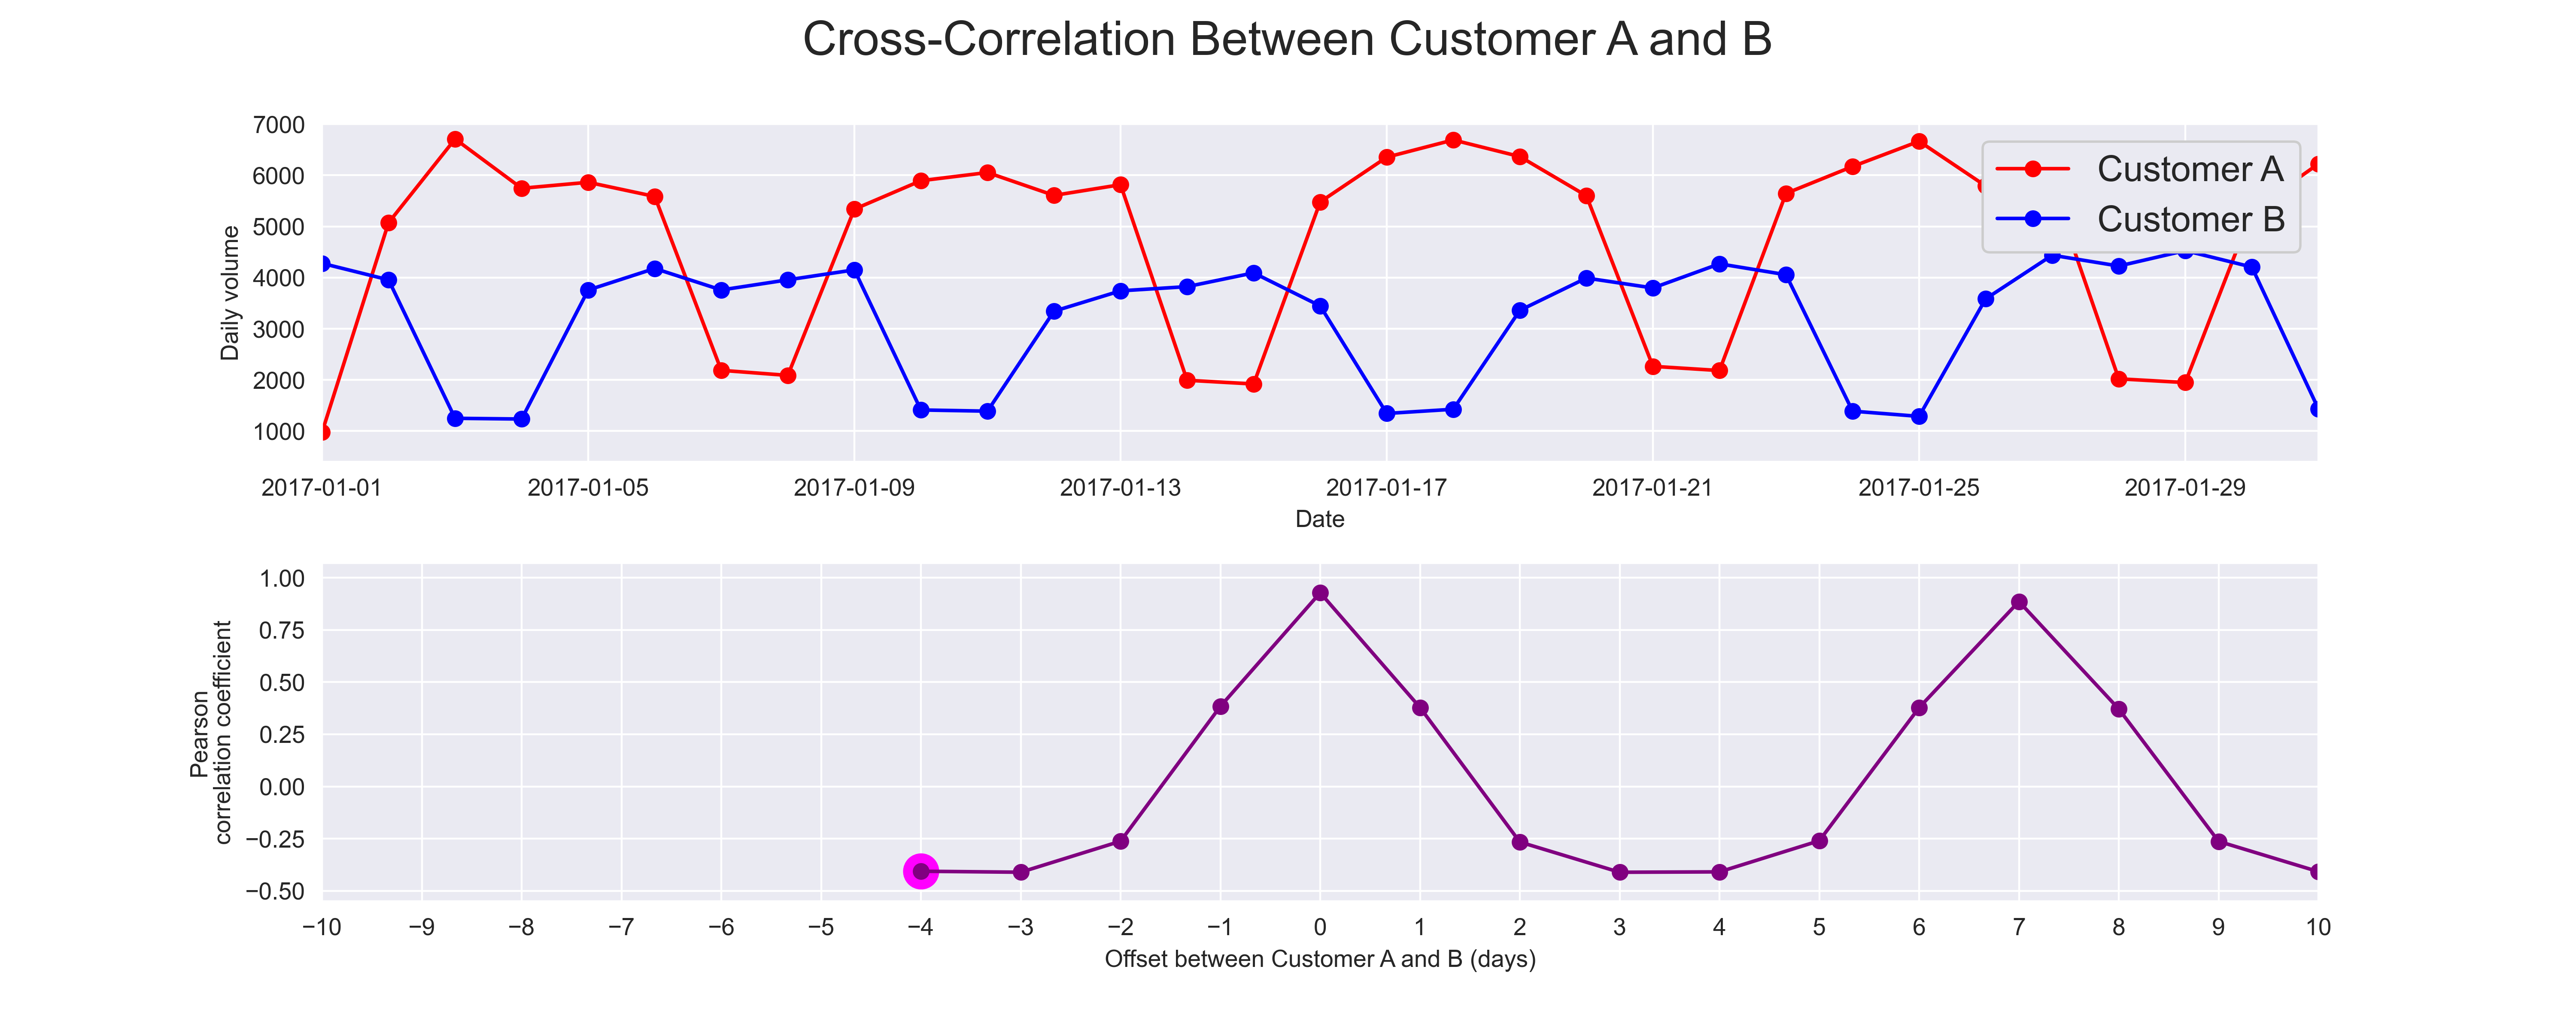 Cross-Correlation Between Customer A and B
7000
6000
5000
4000
3000
2000
1000
Daily volume
Customer A
Customer B
2017-01-01 2017-01-05 2017-01-09 2017-01-13 2017-01-17 2017-01-21 2017-01-25 2017-01-29
Date
1.00
0.75
0.50
0.25
0.00
−0.25
−0.50
Pearson
correlation coefficient
−10 −9 −8 −7 −6 −5 −4 −3 −2 −1 0 1 2 3 4 5 6 7 8 9 10
Offset between Customer A and B (days)